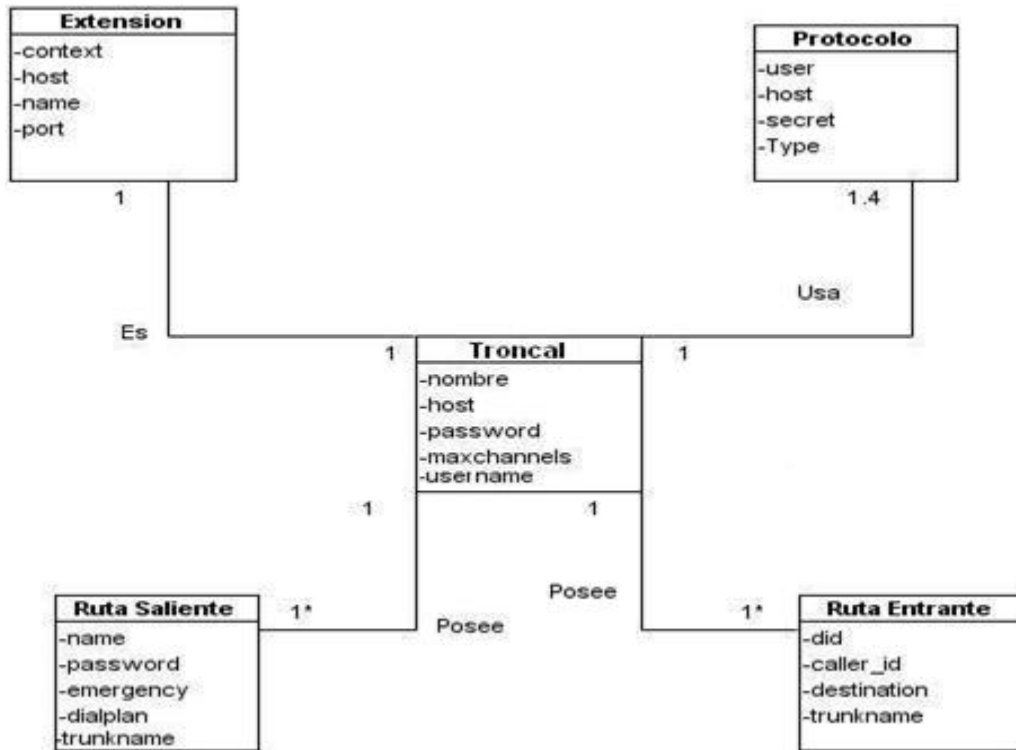 Extension
-context
-host
-name
-port
Protocolo
-user
-host
-secret
-Type
1
1.4
Usa
Es
1
1
Troncal
-nombre
-host
-password
-maxchannels
-username
1
1
Posee
Posee
1*
1*
Ruta Saliente
-name
-password
-emergency
-dialplan
-trunkname
Ruta Entrante
-did
-caller_id
-destination
-trunkname